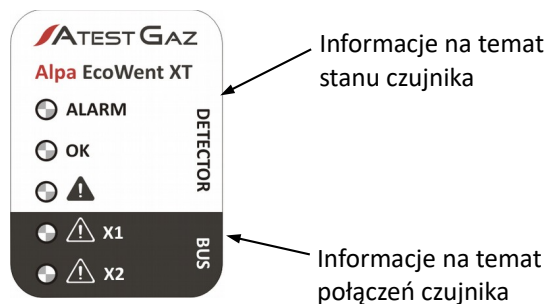 ATEST GAZ
Alpa EcoWent XT
ALARM
OK
DETECTOR
X1
X2
BUS
Informacje na temat
stanu czujnika
Informacje na temat
połączeń czujnika